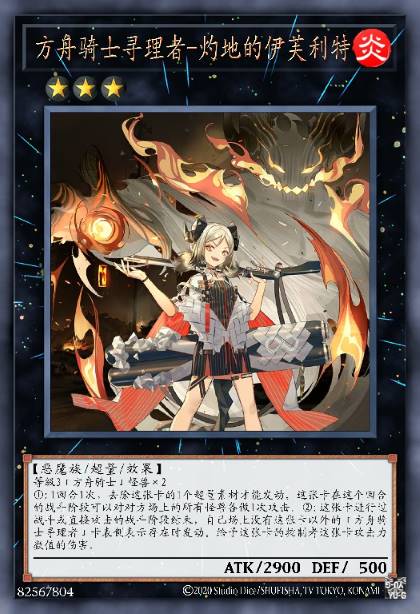 方舟骑士寻理者-灼地的伊芙利特
炎
【恶魔族/超量/效果】
等级3「方舟骑士」怪兽×2
①：1回合1次，去除这张卡的1个超量素材才能发动。这张卡在这个回合
的战斗阶段可以对对方场上的所有怪兽各做1次攻击。②：这张卡进行过
战斗或直接攻击的战斗阶段结束，自己场上没有这张卡以外的「方舟骑
士寻理者」卡表侧表示存在时发动。给予这张卡的控制者这张卡攻击力
数值的伤害。
ATK/2900 DEF/ 500
82567804
©2020 Studio Dice/SHUEISHA, TV TOKYO, KONAMI